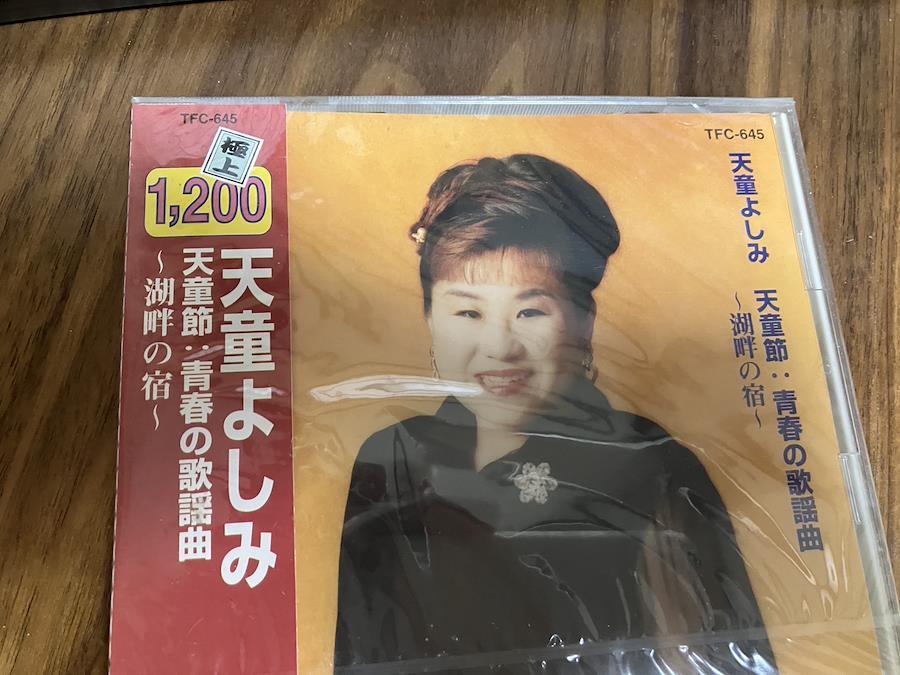 TFC-645
極上
1,200
天童よしみ
天童節:青春の歌謡曲
～湖畔の宿～
TFC-645
天童よしみ
天童節:青春の歌謡曲
～湖畔の宿～